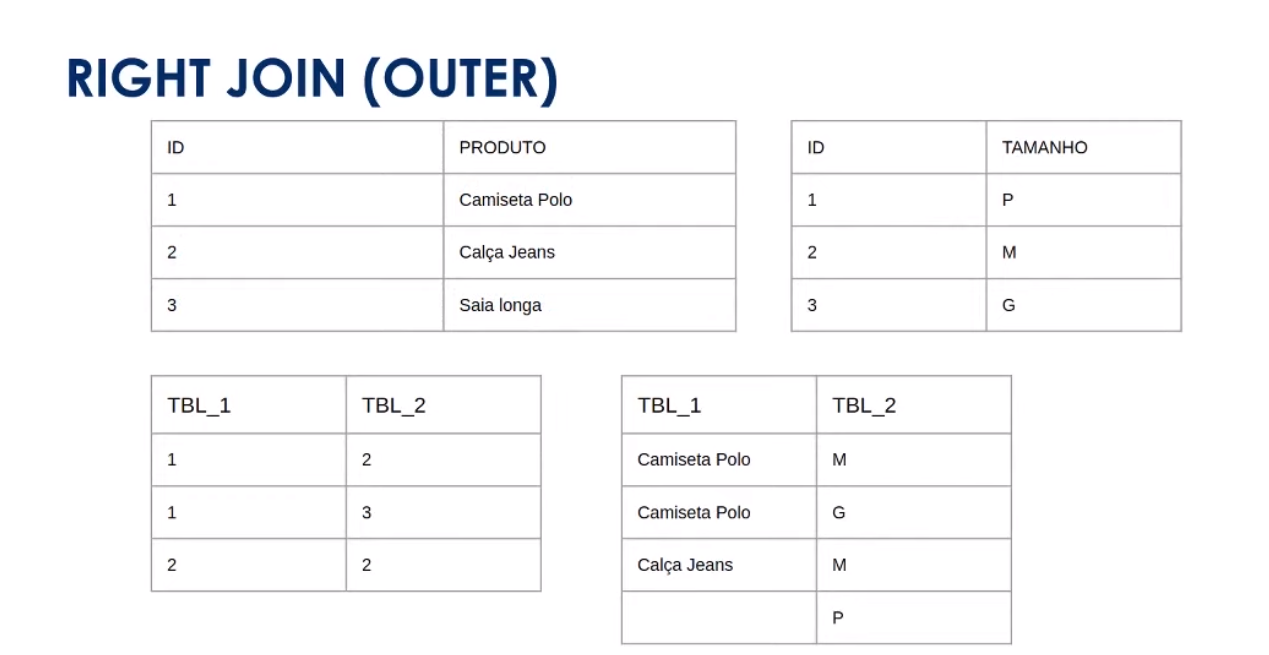 RIGHT JOIN (OUTER)
ID PRODUTO
1 Camiseta Polo
2 Calça Jeans
3 Saia longa
ID TAMANHO
1 P
2 M
3 G
TBL_1 TBL_2
1 2
1 3
2 2
TBL_1 TBL_2
Camiseta Polo M
Camiseta Polo G
Calça Jeans M
P